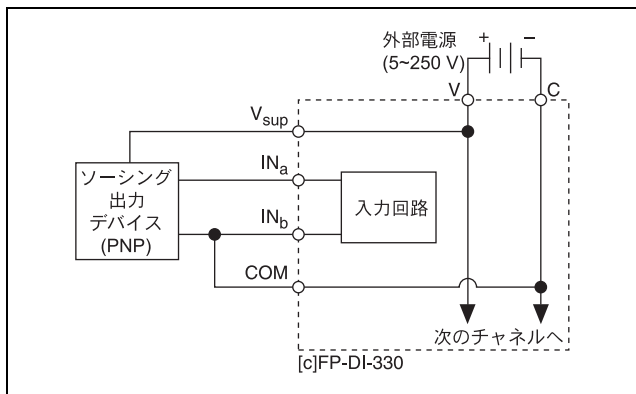 外部電源
(5~250 V)
+
−
V
C
Vsup
INa
INb
COM
ソーシング
出力
デバイス
(PNP)
入力回路
次のチャネルへ
[c]FP-DI-330